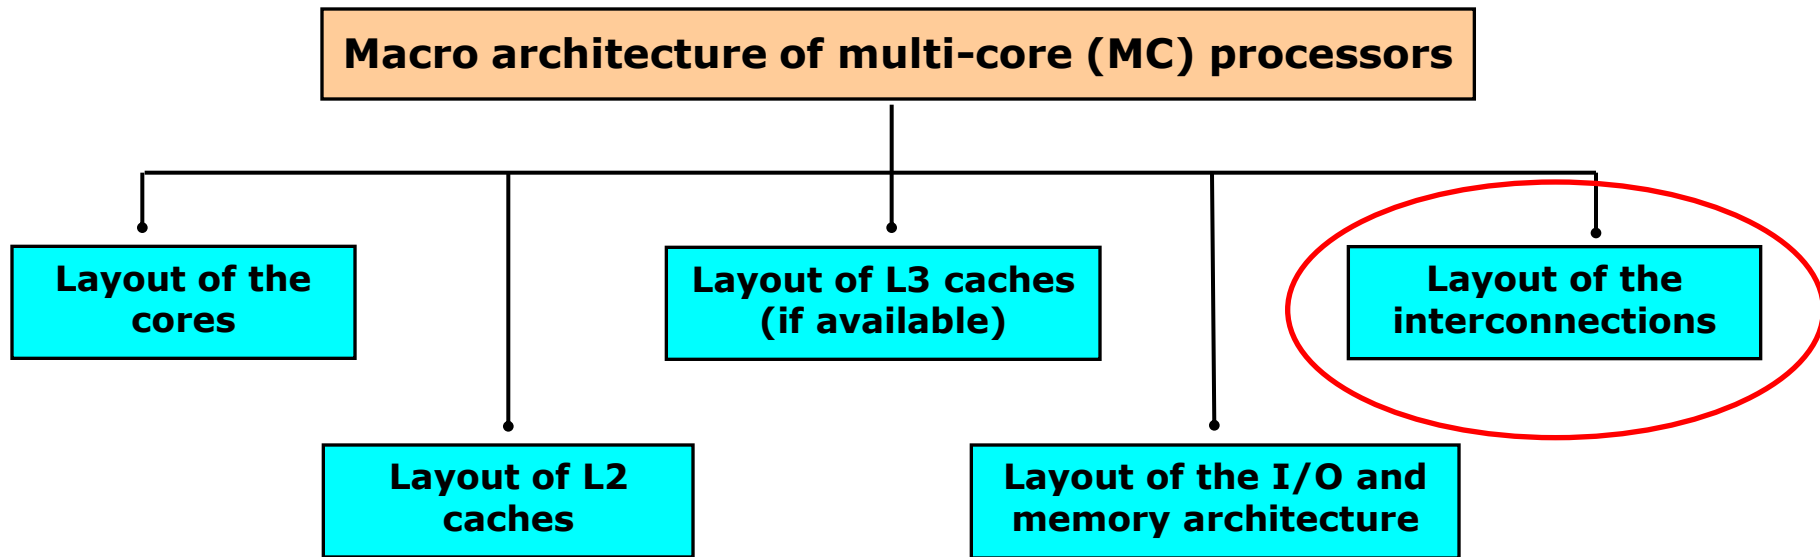 Macro architecture of multi-core (MC) processors
Layout of the
cores
Layout of L3 caches
(if available)
Layout of the
interconnections
Layout of L2
caches
Layout of the I/O and
memory architecture